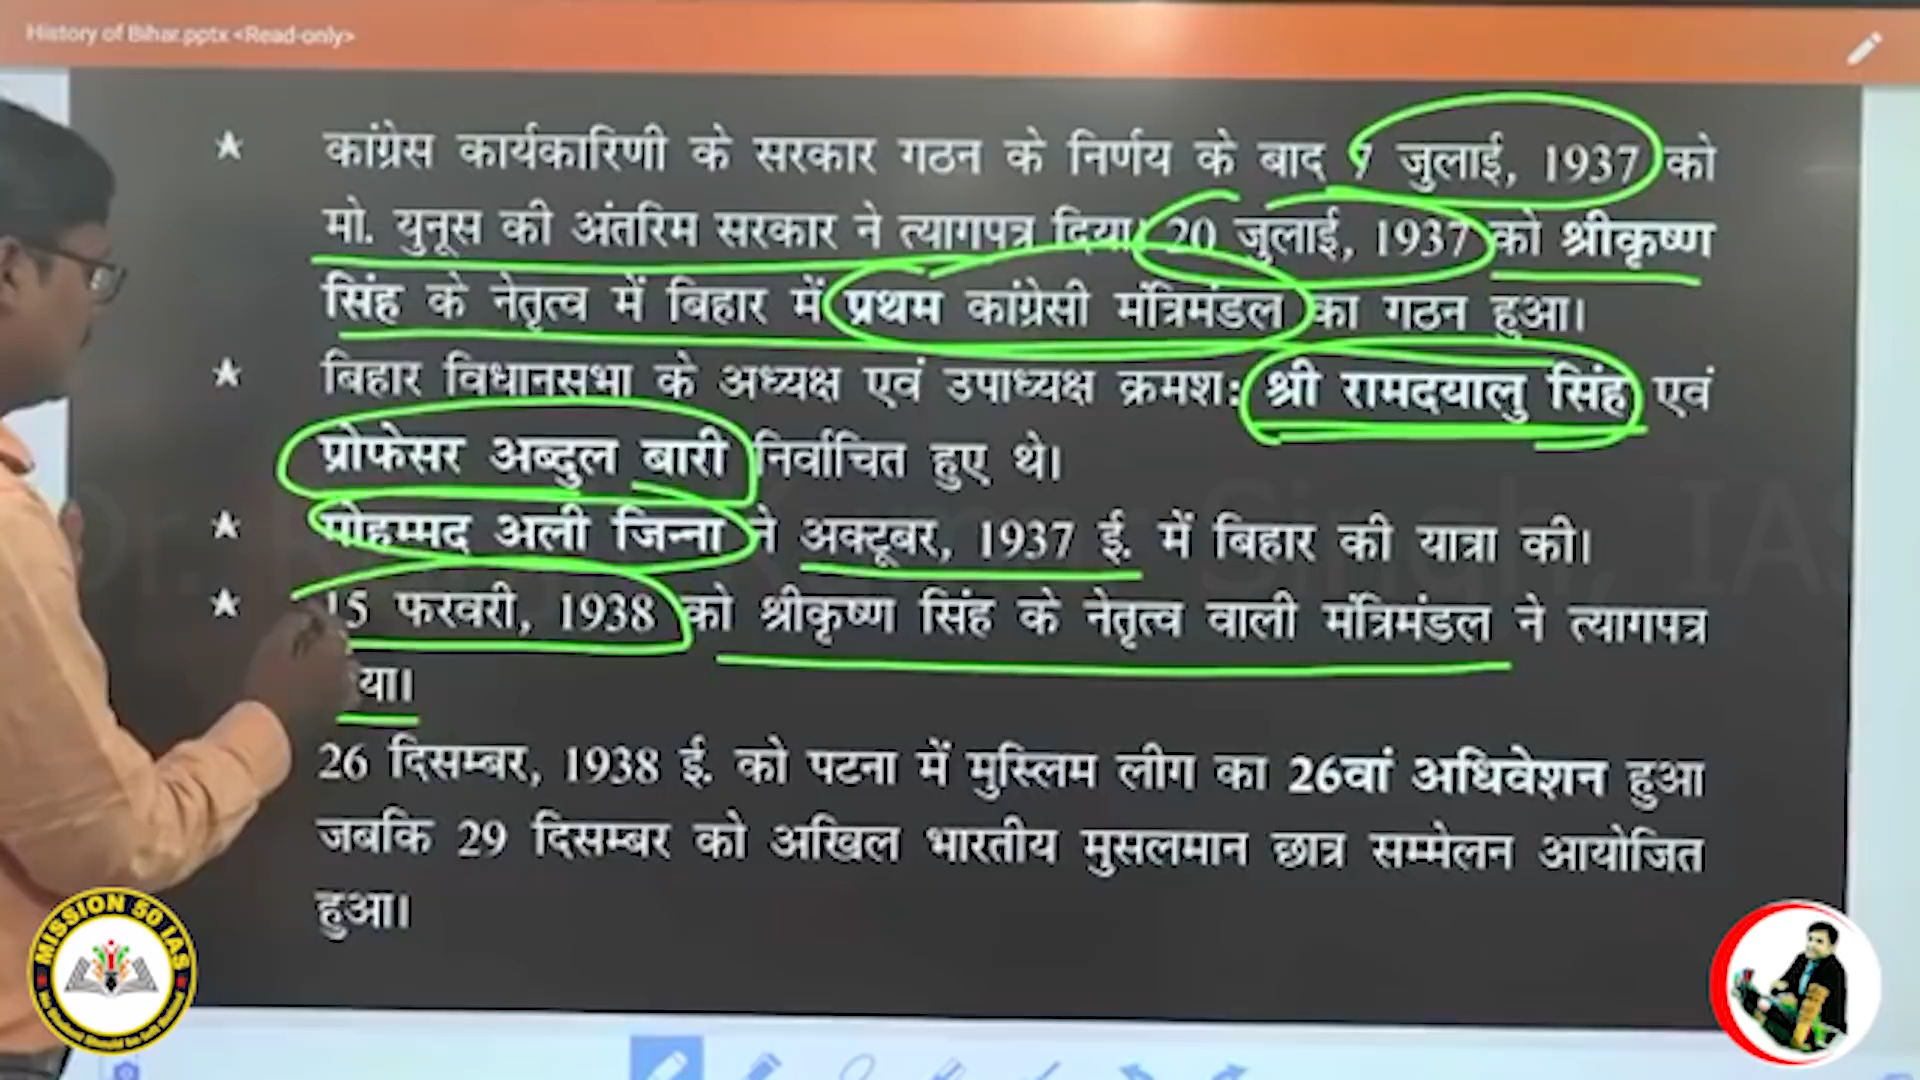 History of Bihar.pptx <Read-only>
★ कांग्रेस कार्यकारिणी के सरकार गठन के निर्णय के बाद 7 जुलाई, 1937 को
मो. युनूस की अंतरिम सरकार ने त्यागपत्र दिया। 20 जुलाई, 1937 को श्रीकृष्ण
सिंह के नेतृत्व में बिहार में प्रथम कांग्रेसी मंत्रिमंडल का गठन हुआ।
★ बिहार विधानसभा के अध्यक्ष एवं उपाध्यक्ष क्रमश: श्री रामदयालु सिंह एवं
प्रोफेसर अब्दुल बारी निर्वाचित हुए थे।
★ मोहम्मद अली जिन्ना ने अक्टूबर, 1937 ई. में बिहार की यात्रा की।
★ 15 फरवरी, 1938 को श्रीकृष्ण सिंह के नेतृत्व वाली मंत्रिमंडल ने त्यागपत्र
या।
26 दिसम्बर, 1938 ई. को पटना में मुस्लिम लीग का 26वां अधिवेशन हुआ
जबकि 29 दिसम्बर को अखिल भारतीय मुसलमान छात्र सम्मेलन आयोजित
हुआ।
MISSION 50 IAS